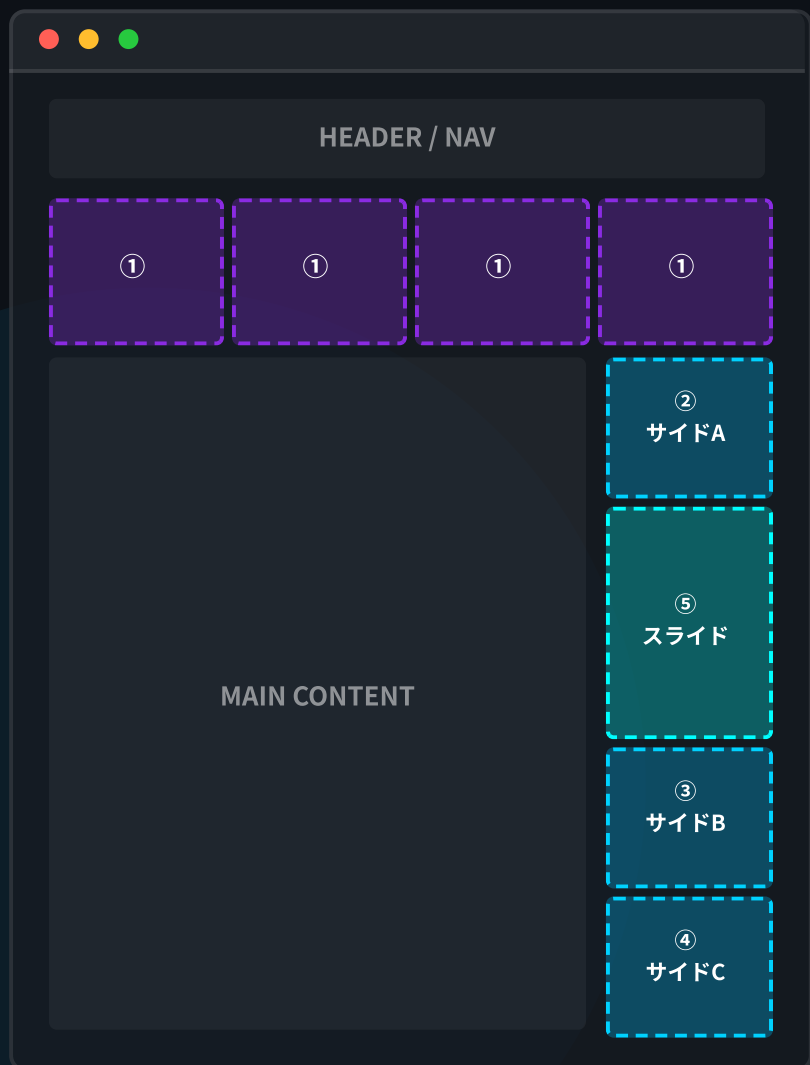 HEADER / NAV
① ① ① ①
②
サイドA
⑤
スライド
MAIN CONTENT
③
サイドB
④
サイドC